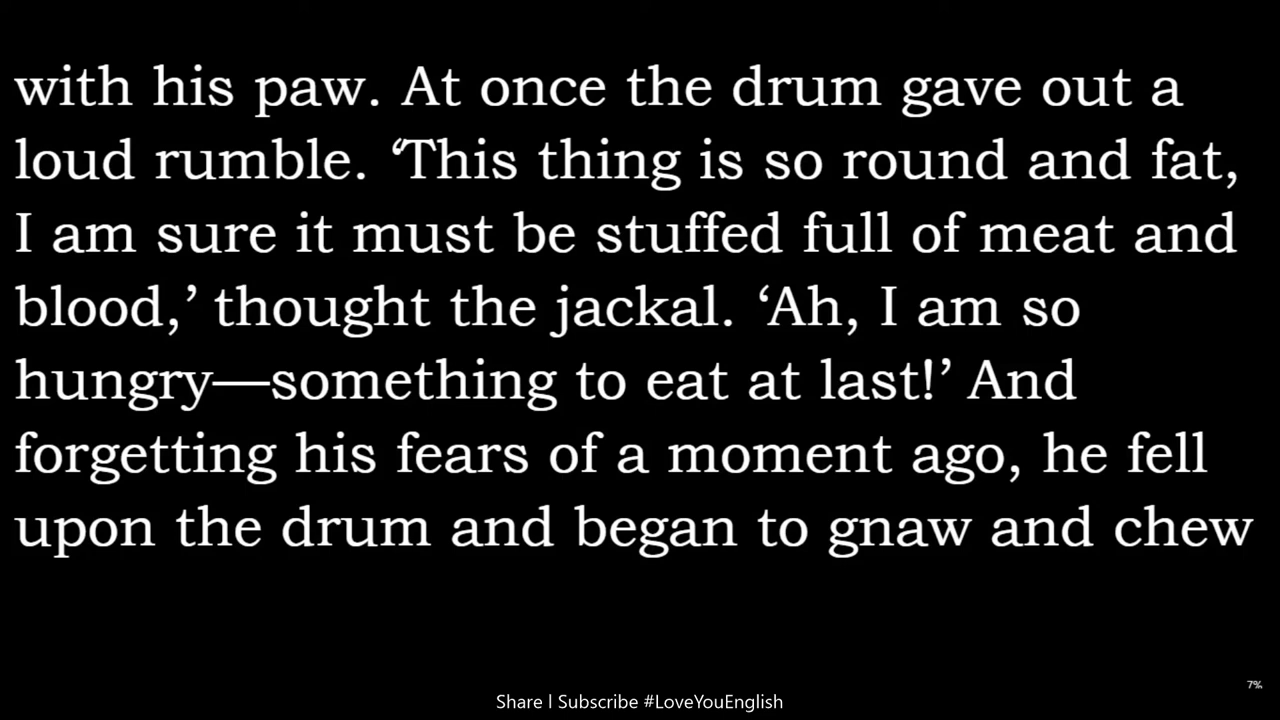 with his paw. At once the drum gave out a
loud rumble. ‘This thing is so round and fat,
I am sure it must be stuffed full of meat and
blood,’ thought the jackal. ‘Ah, I am so
hungry—something to eat at last!’ And
forgetting his fears of a moment ago, he fell
upon the drum and began to gnaw and chew
7%
Share | Subscribe #LoveYouEnglish